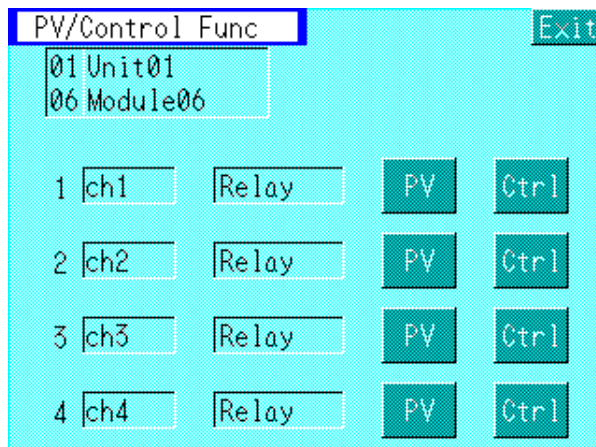 PV/Control Func Exit
01 Unit01
06 Module06
1 ch1 Relay PV Ctrl
2 ch2 Relay PV Ctrl
3 ch3 Relay PV Ctrl
4 ch4 Relay PV Ctrl